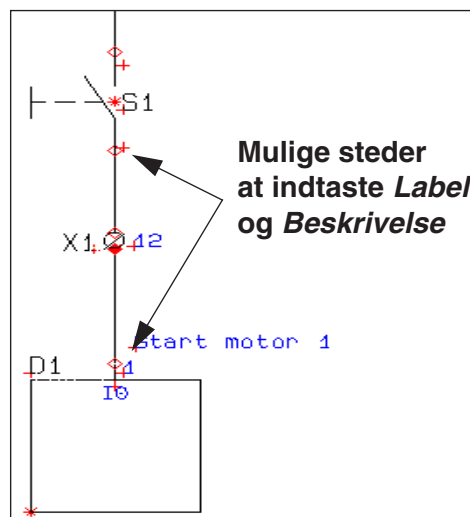 S1
Mulige steder
at indtaste Label
og Beskrivelse
X1 12
Start motor 1
D1 1
I0